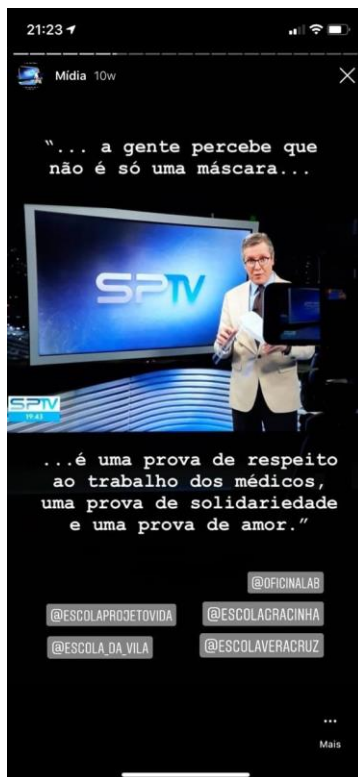 21:23
Mídia 10w
"... a gente percebe que
não é só uma máscara...
SPTV
SPTV
19:43
...é uma prova de respeito
ao trabalho dos médicos,
uma prova de solidariedade
e uma prova de amor."
@OFICINALAB
@ESCOLAPROJETOVIDA @ESCOLAGRACINHA
@ESCOLA_DA_VILA @ESCOLAVERACRUZ
...
Mais